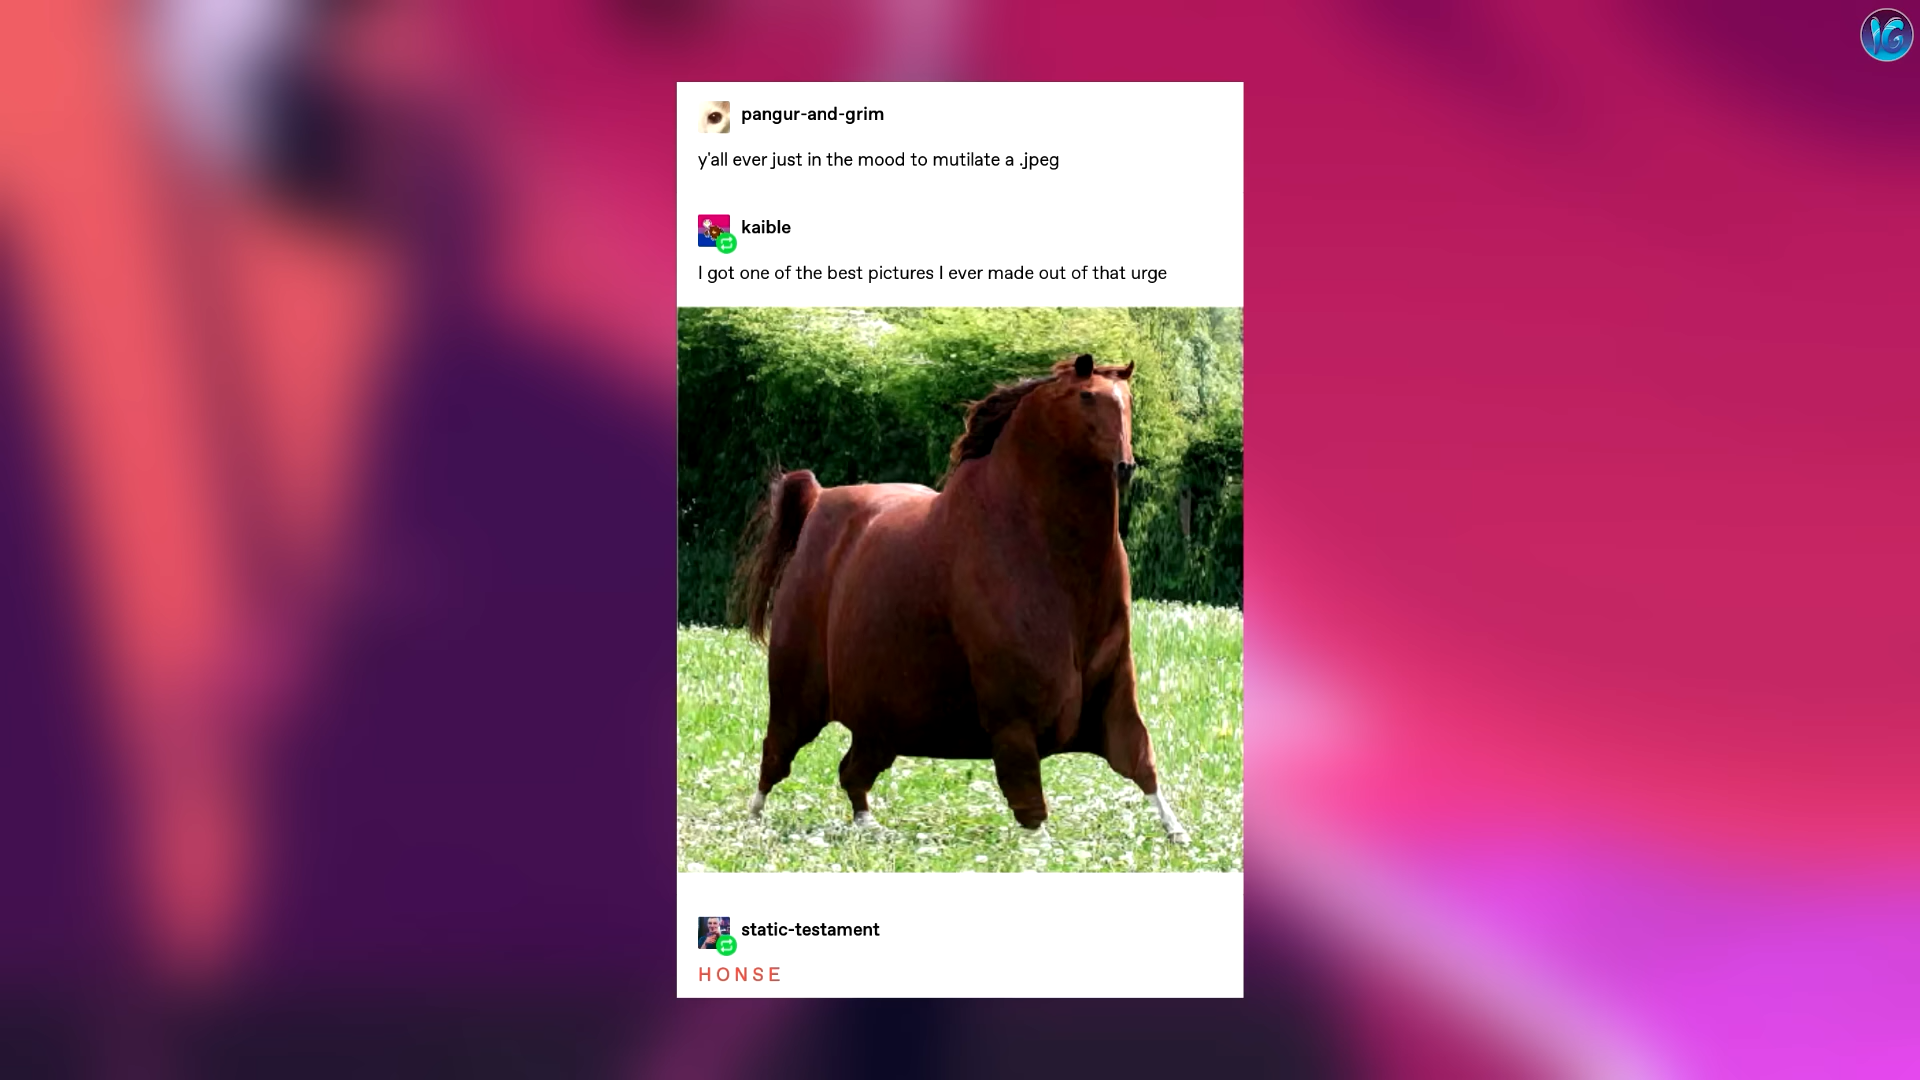 pangur-and-grim
y'all ever just in the mood to mutilate a .jpeg
kaible
I got one of the best pictures I ever made out of that urge
static-testament
H O N S E
VG